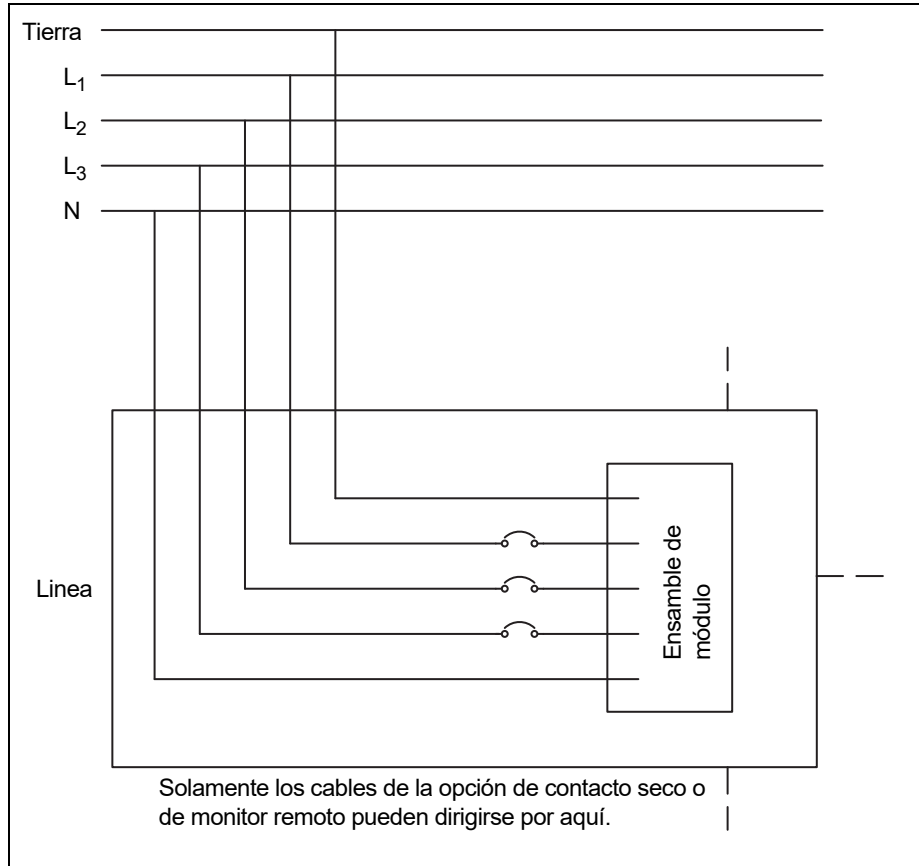 Tierra
L1
L2
L3
N
Linea
Ensamble de
módulo
Solamente los cables de la opción de contacto seco o
de monitor remoto pueden dirigirse por aquí.